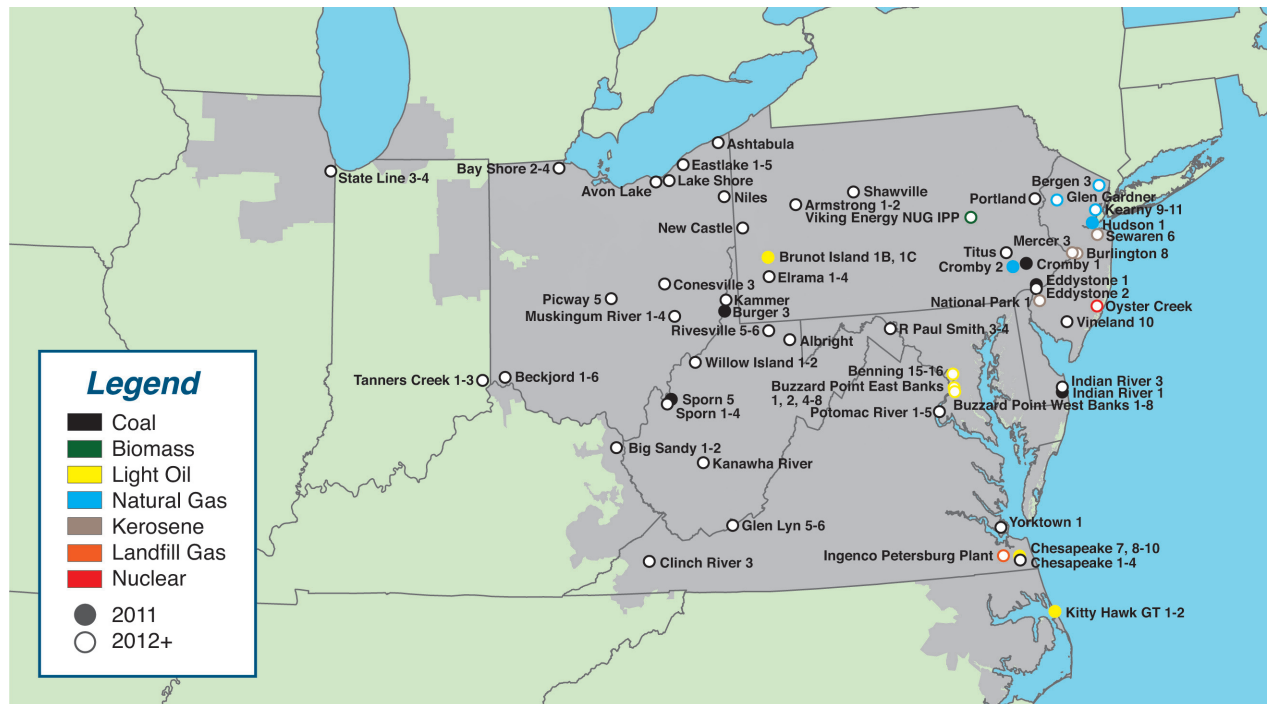 Ashtabula
Eastlake 1-5
Bay Shore 2-4
State Line 3-4
Lake Shore
Avon Lake
Niles
Shawville
Armstrong 1-2
Viking Energy NUG IPP
Portland
Bergen 3
Glen Gardner
Kearny 9-11
Hudson 1
Sewaren 6
New Castle
Mercer 3
Titus
Burlington 8
Brunot Island 1B, 1C
Cromby 2
Cromby 1
Elrama 1-4
Eddystone 1
Eddystone 2
Conesville 3
Picway 5
Kammer
National Park 1
Oyster Creek
Burger 3
Muskingum River 1-4
Vineland 10
Rivesville 5-6
R Paul Smith 3-4
Albright
Willow Island 1-2
Benning 15-16
Tanners Creek 1-3
Beckjord 1-6
Buzzard Point East Banks
1, 2, 4-8
Indian River 3
Indian River 1
Sporn 5
Sporn 1-4
Buzzard Point West Banks 1-8
Potomac River 1-5
Big Sandy 1-2
Kanawha River
Glen Lyn 5-6
Yorktown 1
Chesapeake 7, 8-10
Ingenco Petersburg Plant
Chesapeake 1-4
Clinch River 3
Kitty Hawk GT 1-2
Legend
Coal
Biomass
Light Oil
Natural Gas
Kerosene
Landfill Gas
Nuclear
2011
2012+